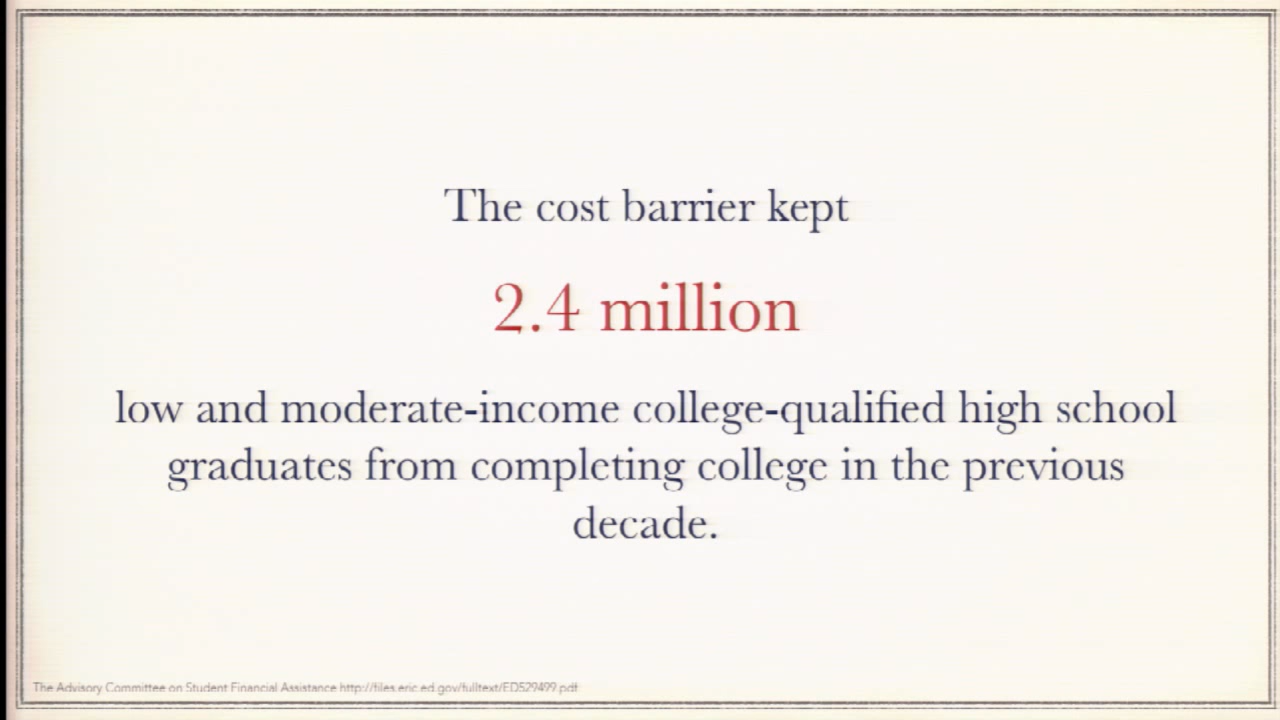 The cost barrier kept
2.4 million
low and moderate-income college-qualified high school
graduates from completing college in the previous
decade.
The Advisory Committee on Student Financial Assistance http://files.eric.ed.gov/fulltext/ED529499.pdf